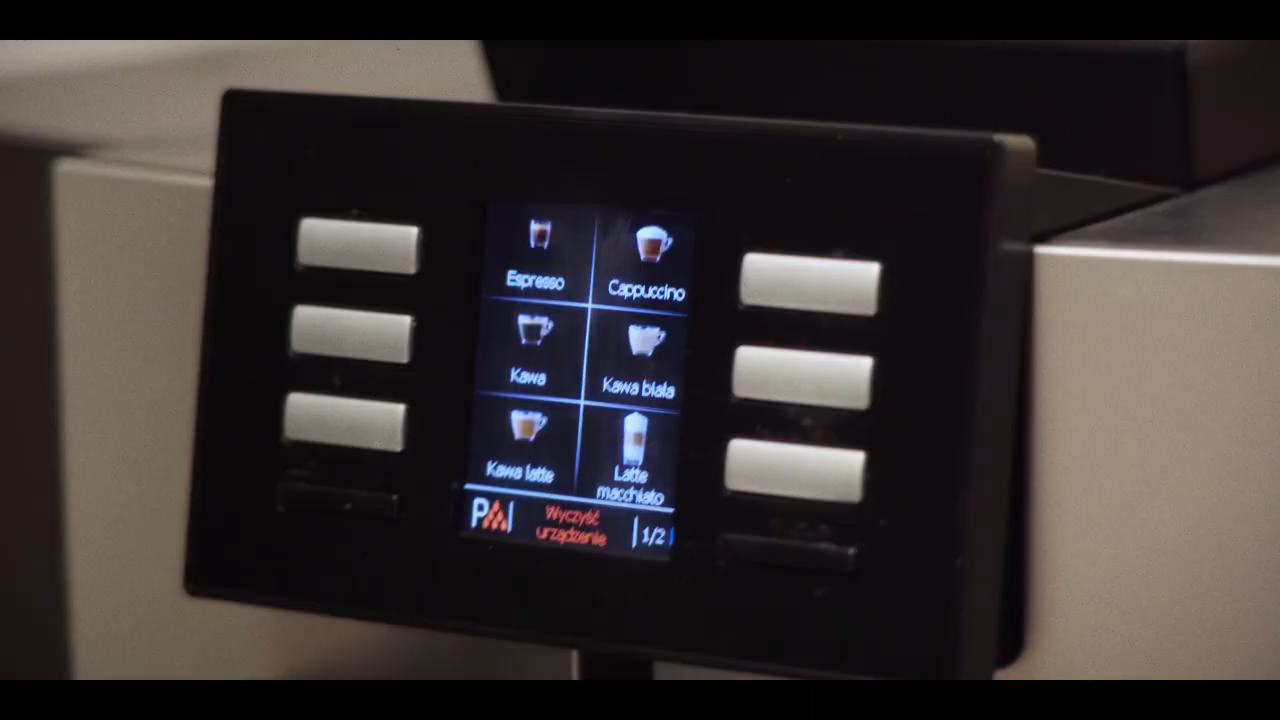 Espresso
Cappuccino
Kawa
Kawa biała
Kawa latte
Latte
macchiato
P
Wyczyść
urządzenie
1/2